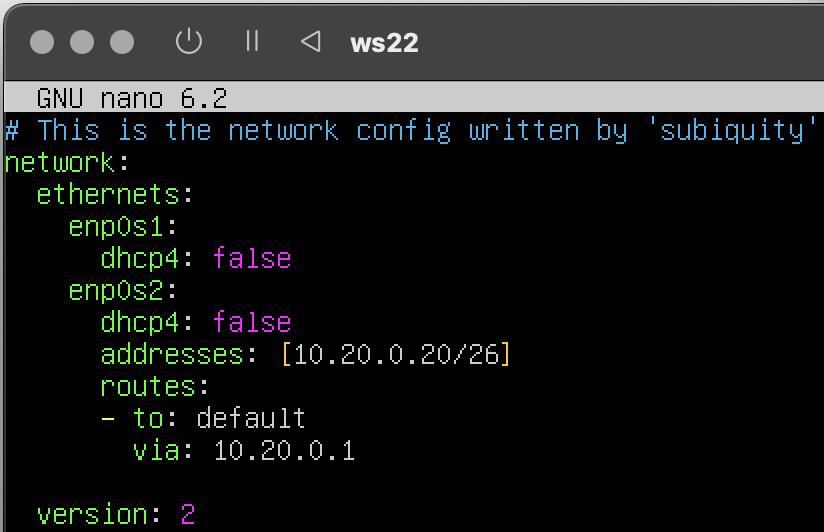 ws22
GNU nano 6.2
# This is the network config written by 'subiquity'
network:
  ethernets:
    enp0s1:
      dhcp4: false
    enp0s2:
      dhcp4: false
      addresses: [10.20.0.20/26]
      routes:
      - to: default
        via: 10.20.0.1
  version: 2